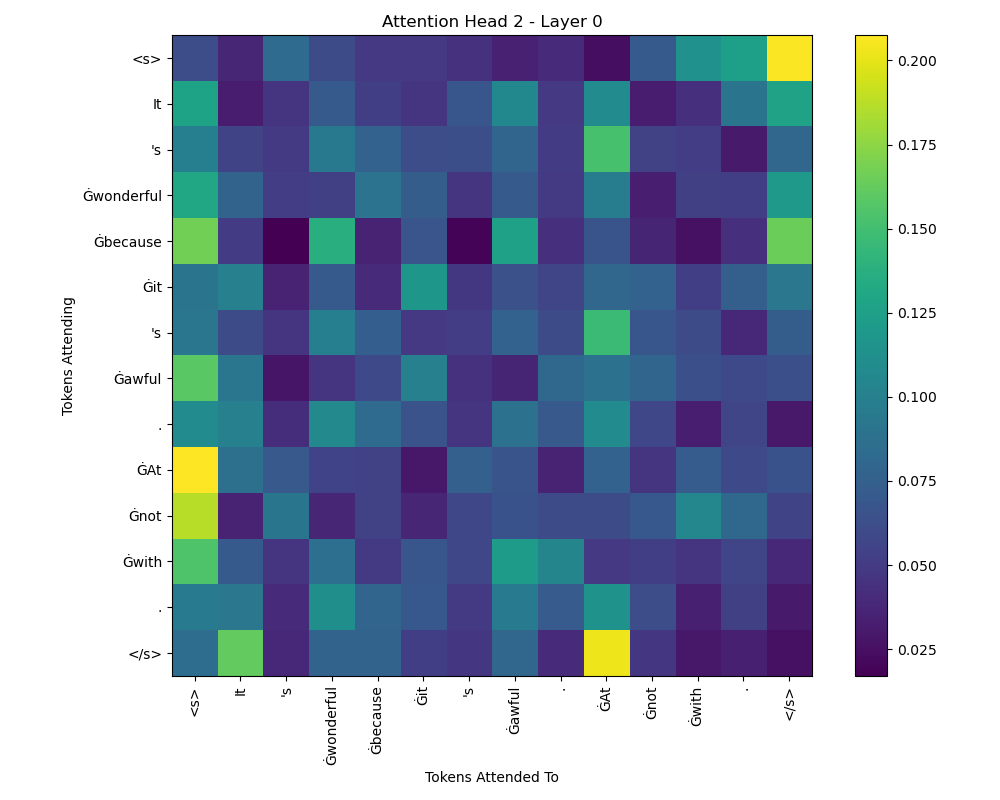 Attention Head 2 - Layer 0
Tokens Attending
<s>
It
's
Ġwonderful
Ġbecause
Ġit
's
Ġawful
.
ĠAt
Ġnot
Ġwith
.
</s>
<s>
It
's
Ġwonderful
Ġbecause
Ġit
's
Ġawful
.
ĠAt
Ġnot
Ġwith
.
</s>
Tokens Attended To
0.200
0.175
0.150
0.125
0.100
0.075
0.050
0.025